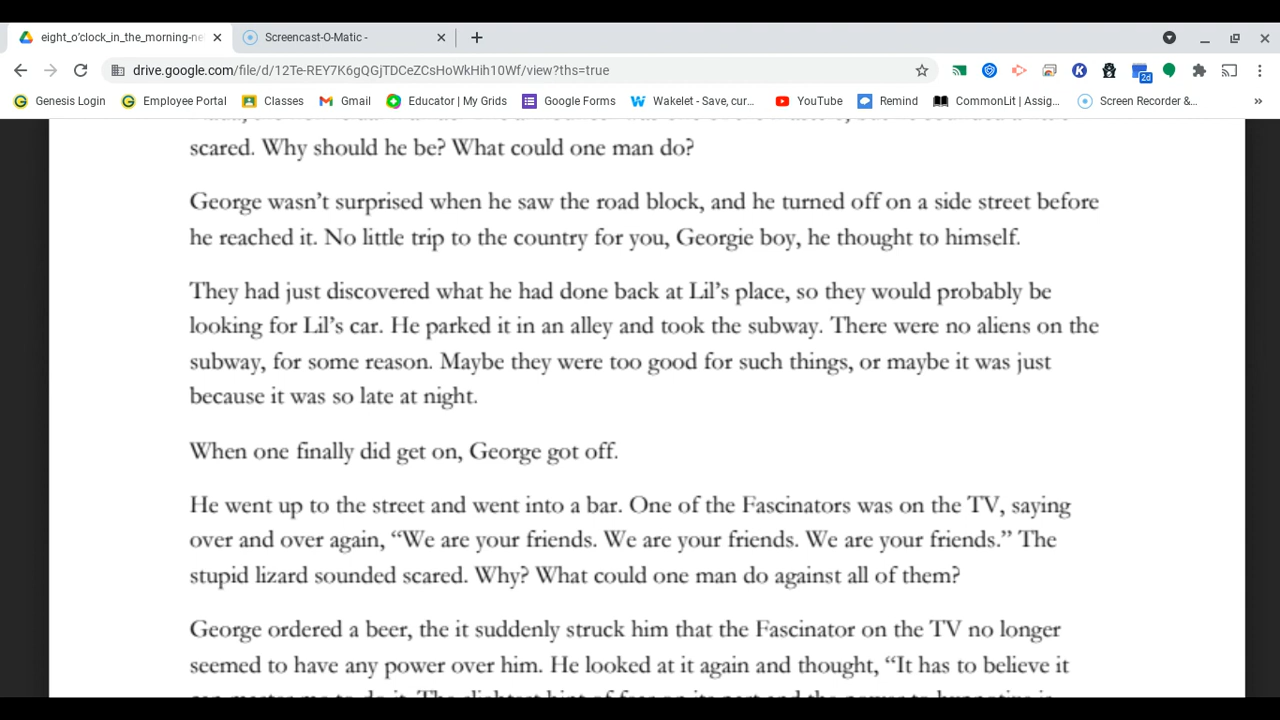 eight_o'clock_in_the_morning-ne
Screencast-O-Matic -
drive.google.com/file/d/12Te-REY7K6gQGjTDCeZCsHoWkHih10Wf/view?ths=true
2d
Genesis Login Employee Portal Classes Gmail Educator | My Grids Google Forms Wakelet - Save, cur... YouTube Remind CommonLit | Assig... Screen Recorder &... »
scared. Why should he be? What could one man do?
George wasn't surprised when he saw the road block, and he turned off on a side street before
he reached it. No little trip to the country for you, Georgie boy, he thought to himself.
They had just discovered what he had done back at Lil's place, so they would probably be
looking for Lil's car. He parked it in an alley and took the subway. There were no aliens on the
subway, for some reason. Maybe they were too good for such things, or maybe it was just
because it was so late at night.
When one finally did get on, George got off.
He went up to the street and went into a bar. One of the Fascinators was on the TV, saying
over and over again, “We are your friends. We are your friends. We are your friends.” The
stupid lizard sounded scared. Why? What could one man do against all of them?
George ordered a beer, the it suddenly struck him that the Fascinator on the TV no longer
seemed to have any power over him. He looked at it again and thought, “It has to believe it